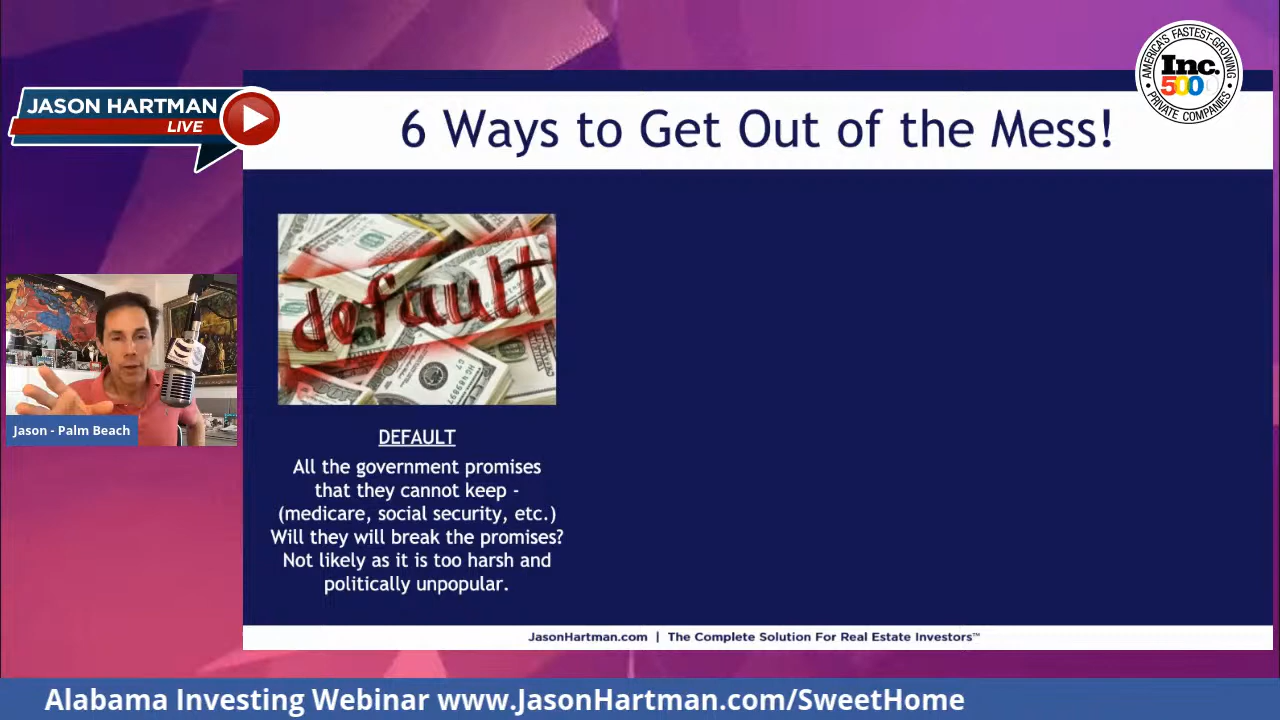 AMERICA'S FASTEST-GROWING
Inc.
500
PRIVATE COMPANIES
JASON HARTMAN
LIVE
6 Ways to Get Out of the Mess!
default
Jason - Palm Beach
DEFAULT
All the government promises
that they cannot keep -
(medicare, social security, etc.)
Will they will break the promises?
Not likely as it is too harsh and
politically unpopular.
JasonHartman.com | The Complete Solution For Real Estate Investors™
Alabama Investing Webinar www.JasonHartman.com/SweetHome